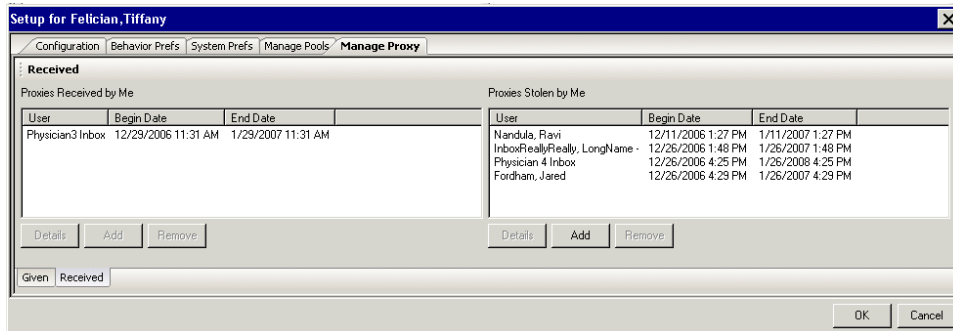 Setup for Felician,Tiffany
Configuration Behavior Prefs System Prefs Manage Pools Manage Proxy
Received
Proxies Received by Me
User Begin Date End Date
Physician3 Inbox 12/29/2006 11:31 AM 1/29/2007 11:31 AM
Details Add Remove
Proxies Stolen by Me
User Begin Date End Date
Nandula, Ravi 12/11/2006 1:27 PM 1/11/2007 1:27 PM
InboxReallyReally, LongName - 12/26/2006 1:48 PM 1/26/2007 1:48 PM
Physician 4 Inbox 12/26/2006 4:25 PM 1/26/2008 4:25 PM
Fordham, Jared 12/26/2006 4:29 PM 1/26/2007 4:29 PM
Details Add Remove
Given Received
OK Cancel